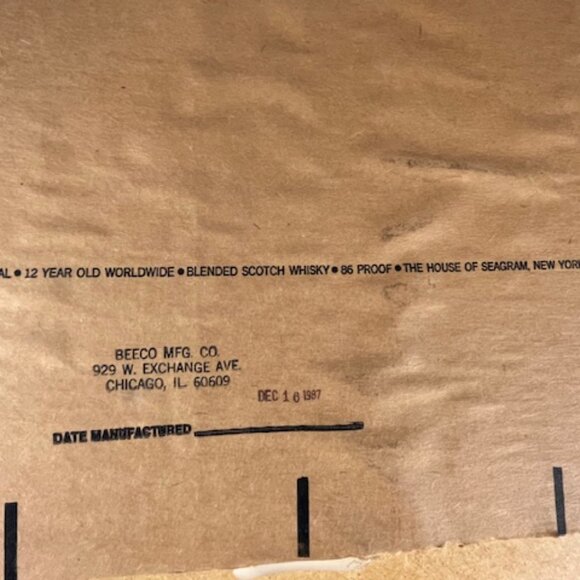 AL • 12 YEAR OLD WORLDWIDE • BLENDED SCOTCH WHISKY • 86 PROOF • THE HOUSE OF SEAGRAM, NEW YORK
BEECO MFG. CO.
929 W. EXCHANGE AVE.
CHICAGO, IL 60609
DEC 16 1987
DATE MANUFACTURED